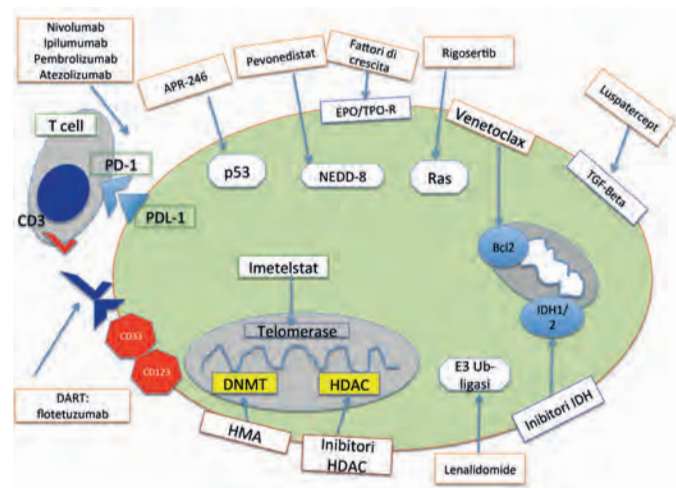 Nivolumab
Ipilumumab
Pembrolizumab
Atezolizumab
APR-246
Pevonedistat
Fattori di
crescita
Rigosertib
Luspatercept
T cell
EPO/TPO-R
Venetoclax
PD-1
p53
NEDD-8
Ras
TGF-Beta
CD3
PDL-1
Bcl2
Imetelstat
IDH1/
2
Telomerase
CD33
CD123
DNMT
HDAC
E3 Ub-
ligasi
DART:
flotetuzumab
HMA
Inibitori
HDAC
Lenalidomide
Inibitori IDH